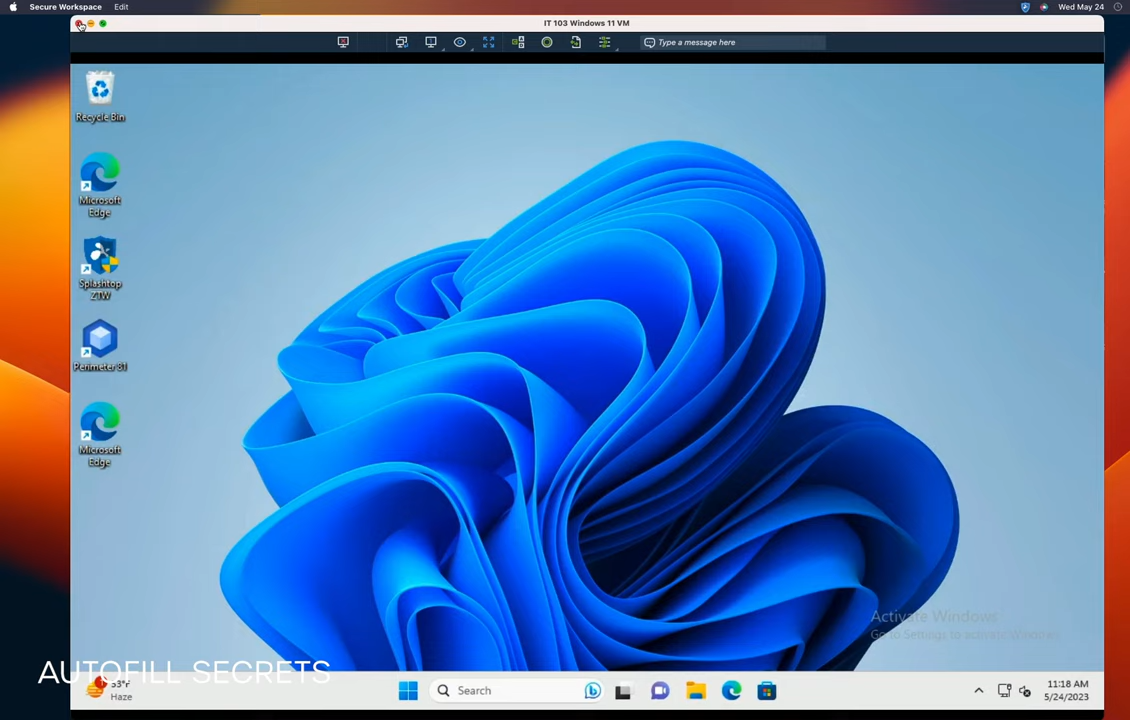 Secure Workspace Edit Wed May 24
IT 103 Windows 11 VM
Type a message here
Recycle Bin
Microsoft
Edge
Splashtop
ZTW
Perimeter 81
Microsoft
Edge
Activate Windows
Go to Settings to activate Windows.
AUTOFILL SECRETS
53°F
Haze
Search
11:18 AM
5/24/2023